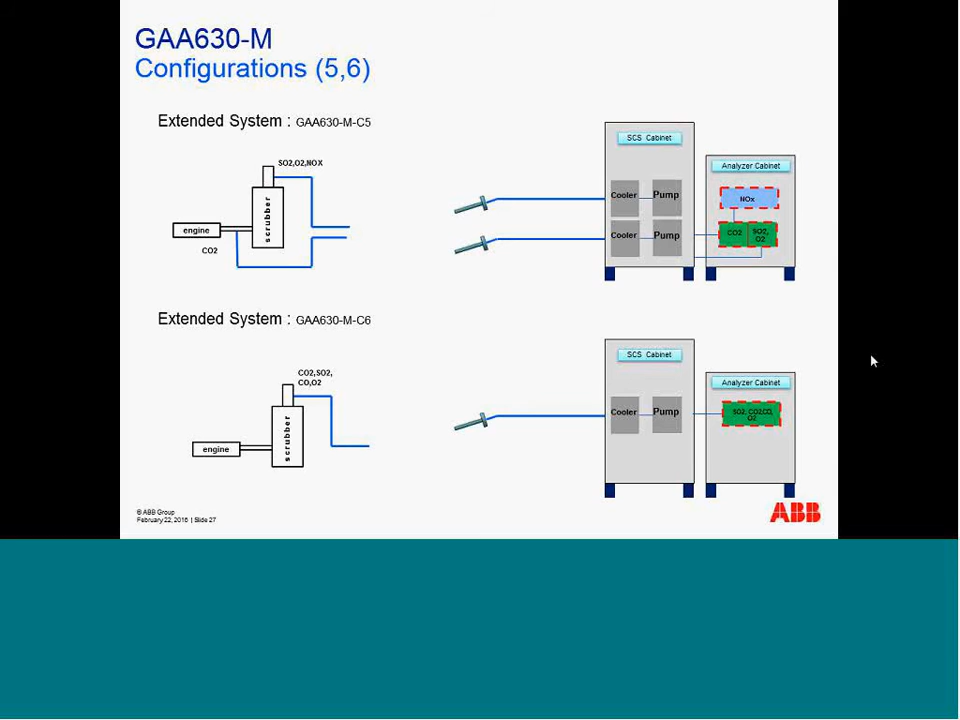 GAA630-M
Configurations (5,6)
Extended System : GAA630-M-C5
SO2,O2,NOX
scrubber
engine
CO2
SCS Cabinet
Cooler
Pump
Cooler
Pump
Analyzer Cabinet
NOx
CO2
SO2,
O2
Extended System : GAA630-M-C6
CO2,SO2,
CO,O2
scrubber
engine
SCS Cabinet
Cooler
Pump
Analyzer Cabinet
SO2, CO2CO,
O2
© ABB Group
February 22, 2016 | Slide 27
ABB